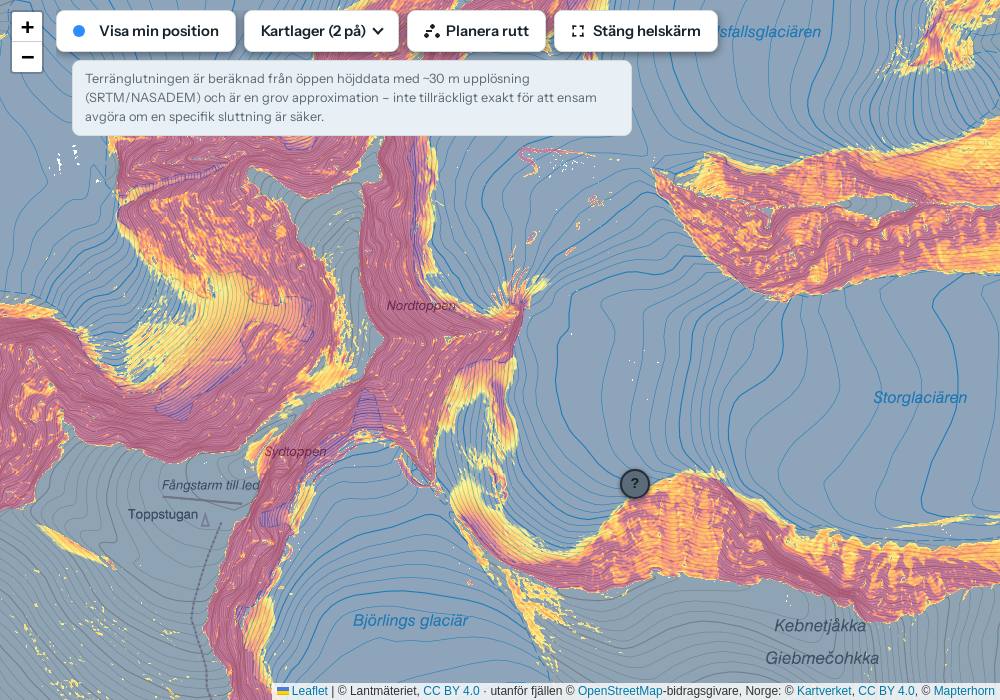 +
−
Visa min position
Kartlager (2 på)
Planera rutt
Stäng helskärm
Terränglutningen är beräknad från öppen höjddata med ~30 m upplösning
(SRTM/NASADEM) och är en grov approximation – inte tillräckligt exakt för att ensam
avgöra om en specifik sluttning är säker.
sfallsglaciären
Nordtoppen
Storglaciären
Sydtoppen
Fångstarm till led
?
Toppstugan
Björlings glaciär
Kebnetjåkka
Giebmečohkka
Leaflet | © Lantmäteriet, CC BY 4.0 · utanför fjällen © OpenStreetMap-bidragsgivare, Norge: © Kartverket, CC BY 4.0, © Mapterhorn